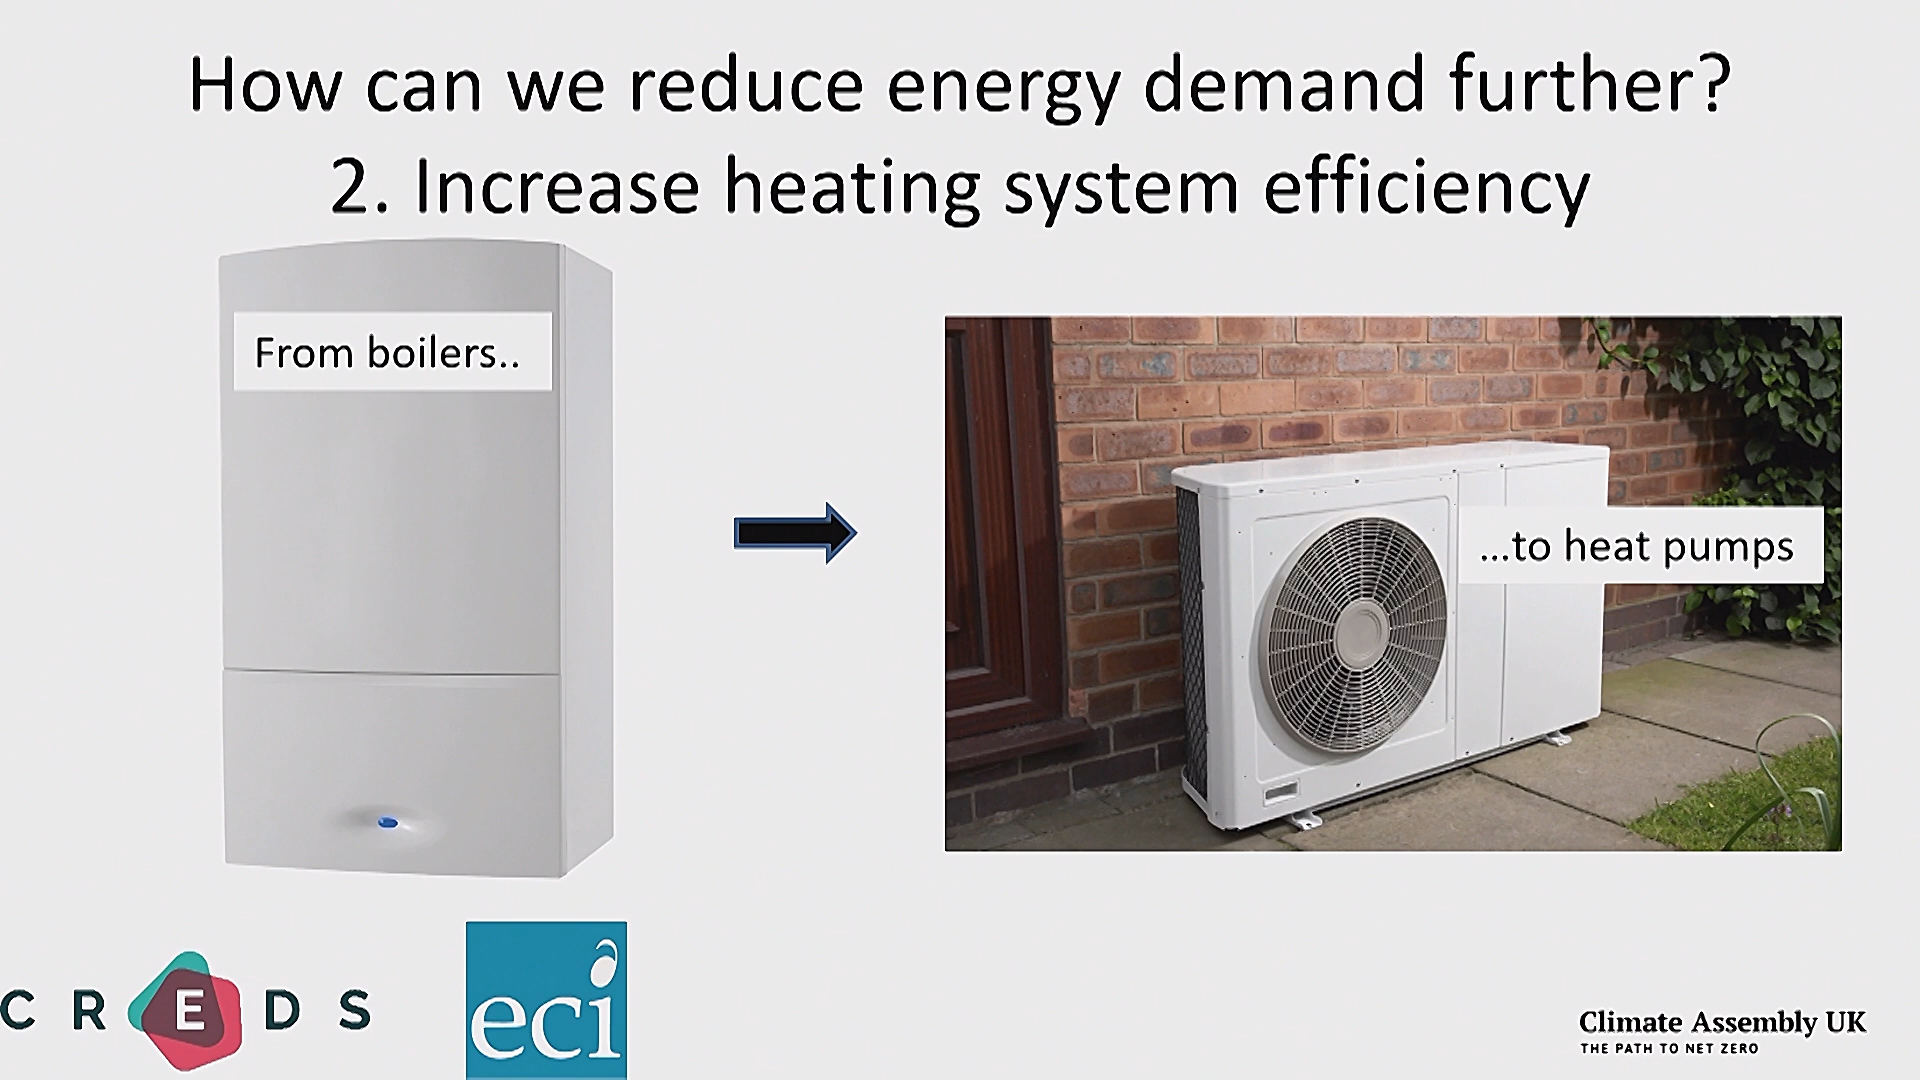 How can we reduce energy demand further?
2. Increase heating system efficiency
From boilers..
...to heat pumps
CREDS
eci
Climate Assembly UK
THE PATH TO NET ZERO